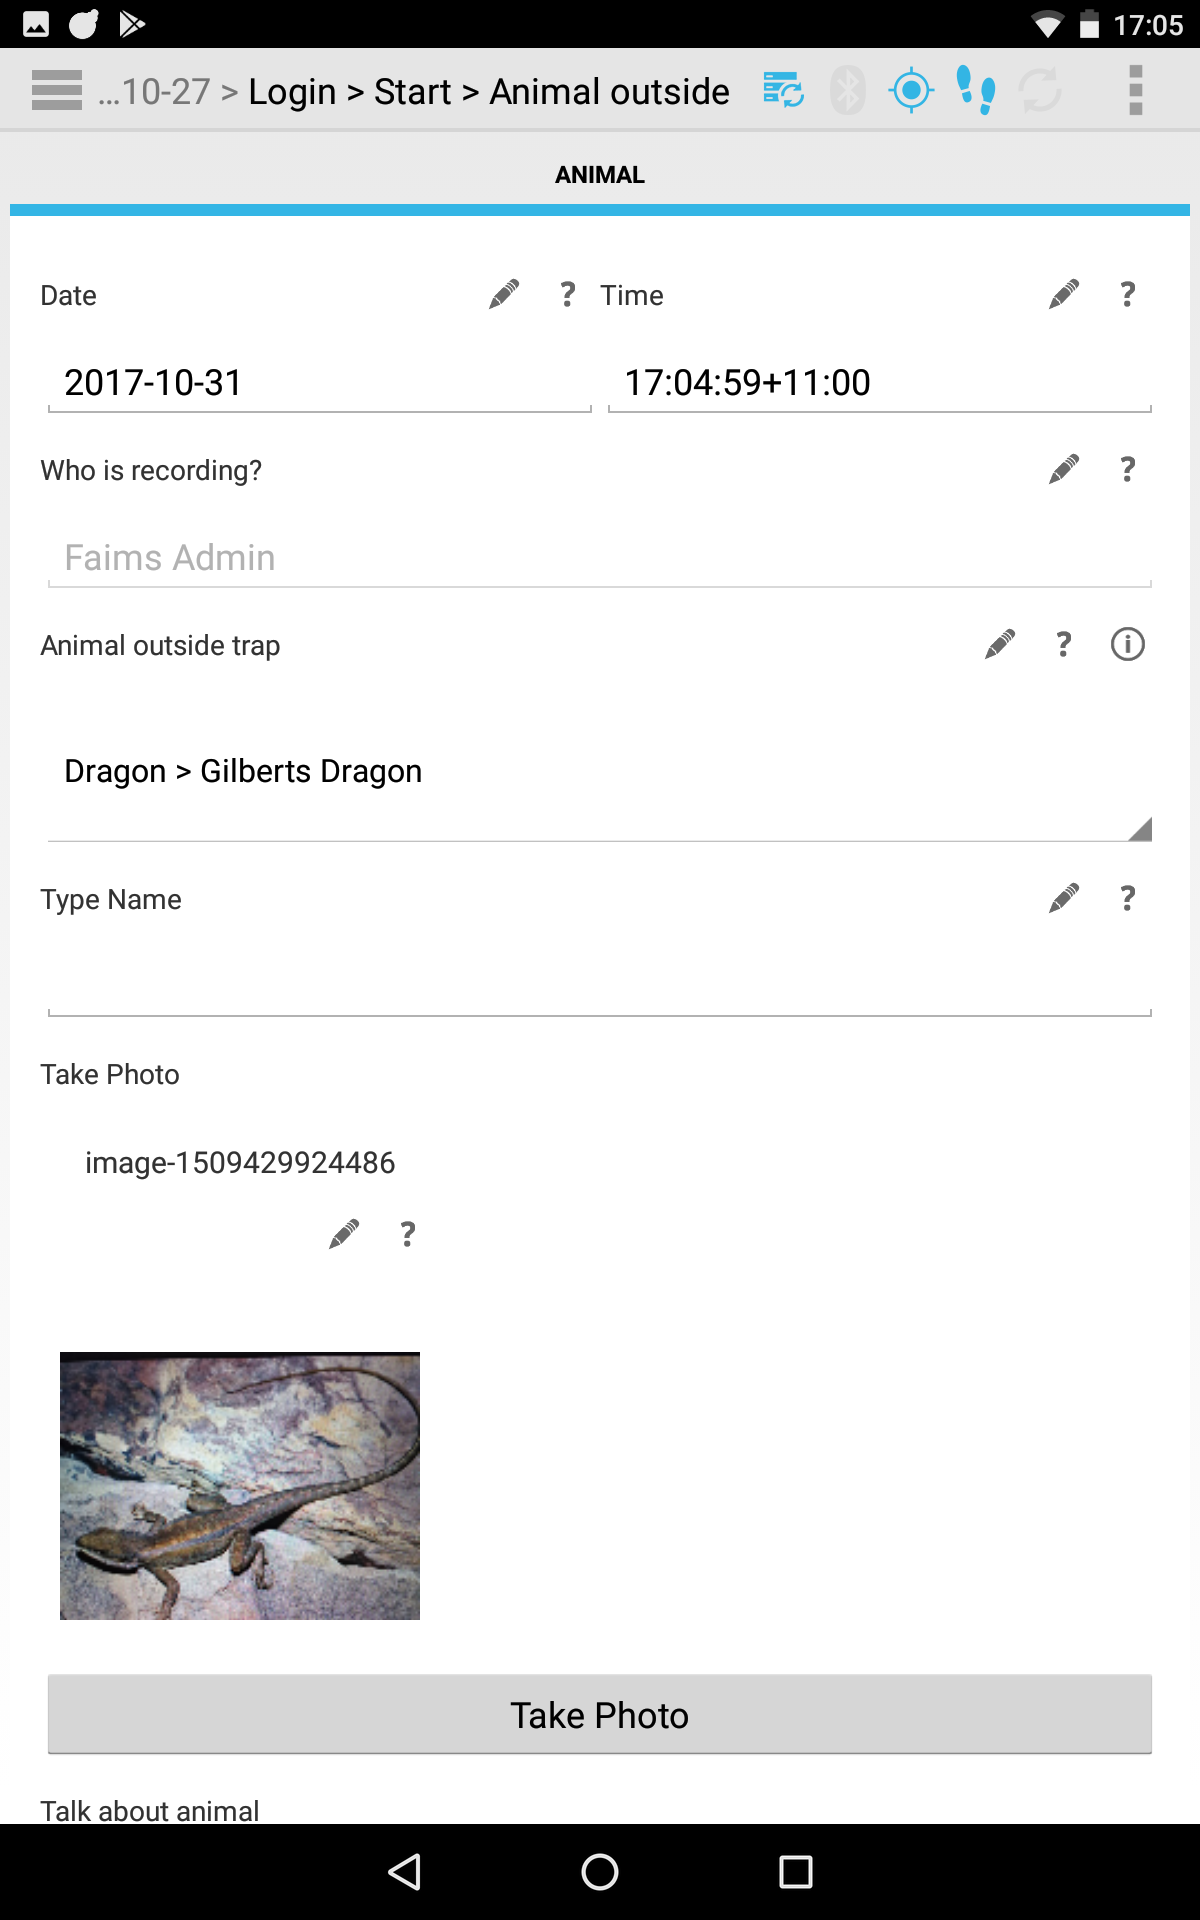 17:05
...10-27 > Login > Start > Animal outside
ANIMAL
Date ? Time ?
2017-10-31 17:04:59+11:00
Who is recording? ?
Faims Admin
Animal outside trap ? i
Dragon > Gilberts Dragon
Type Name ?
Take Photo
image-1509429924486
?
Take Photo
Talk about animal